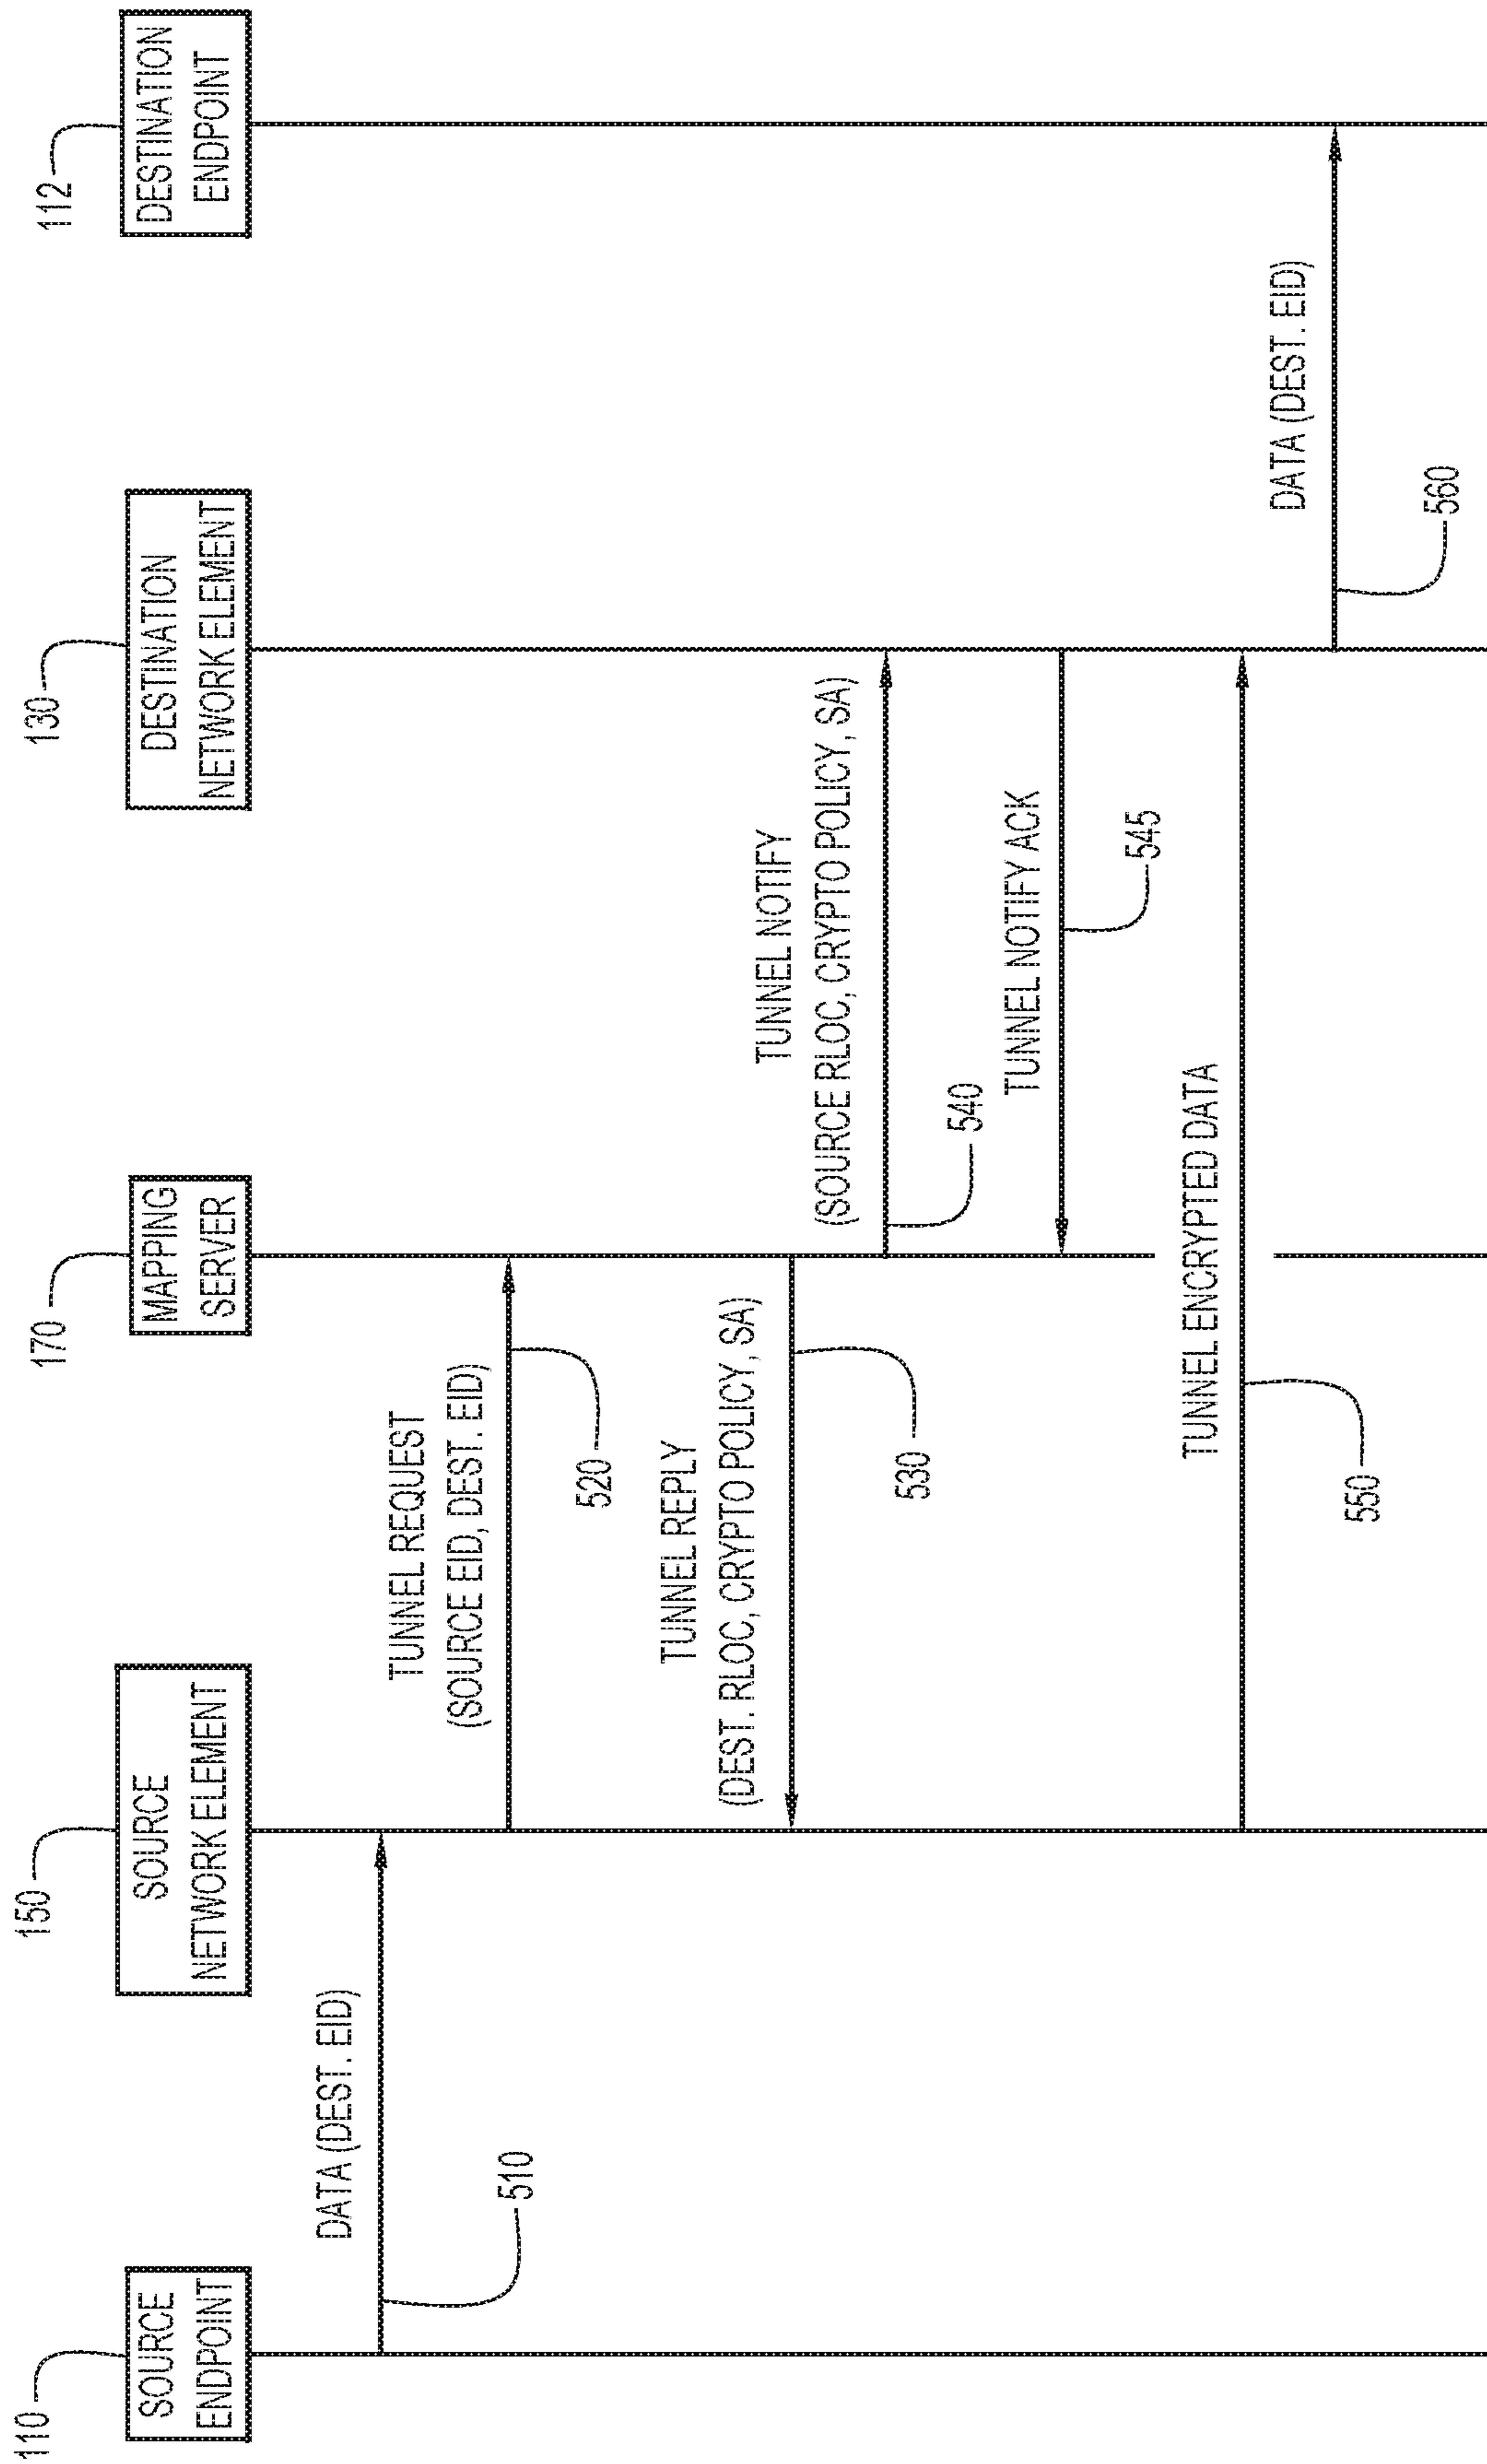 110
SOURCE
ENDPOINT
150
SOURCE
NETWORK ELEMENT
170
MAPPING
SERVER
130
DESTINATION
NETWORK ELEMENT
112
DESTINATION
ENDPOINT
DATA (DEST. EID)
510
TUNNEL REQUEST
(SOURCE EID, DEST. EID)
520
TUNNEL REPLY
(DEST. RLOC, CRYPTO POLICY, SA)
530
TUNNEL NOTIFY
(SOURCE RLOC, CRYPTO POLICY, SA)
540
TUNNEL NOTIFY ACK
545
TUNNEL ENCRYPTED DATA
550
DATA (DEST. EID)
560